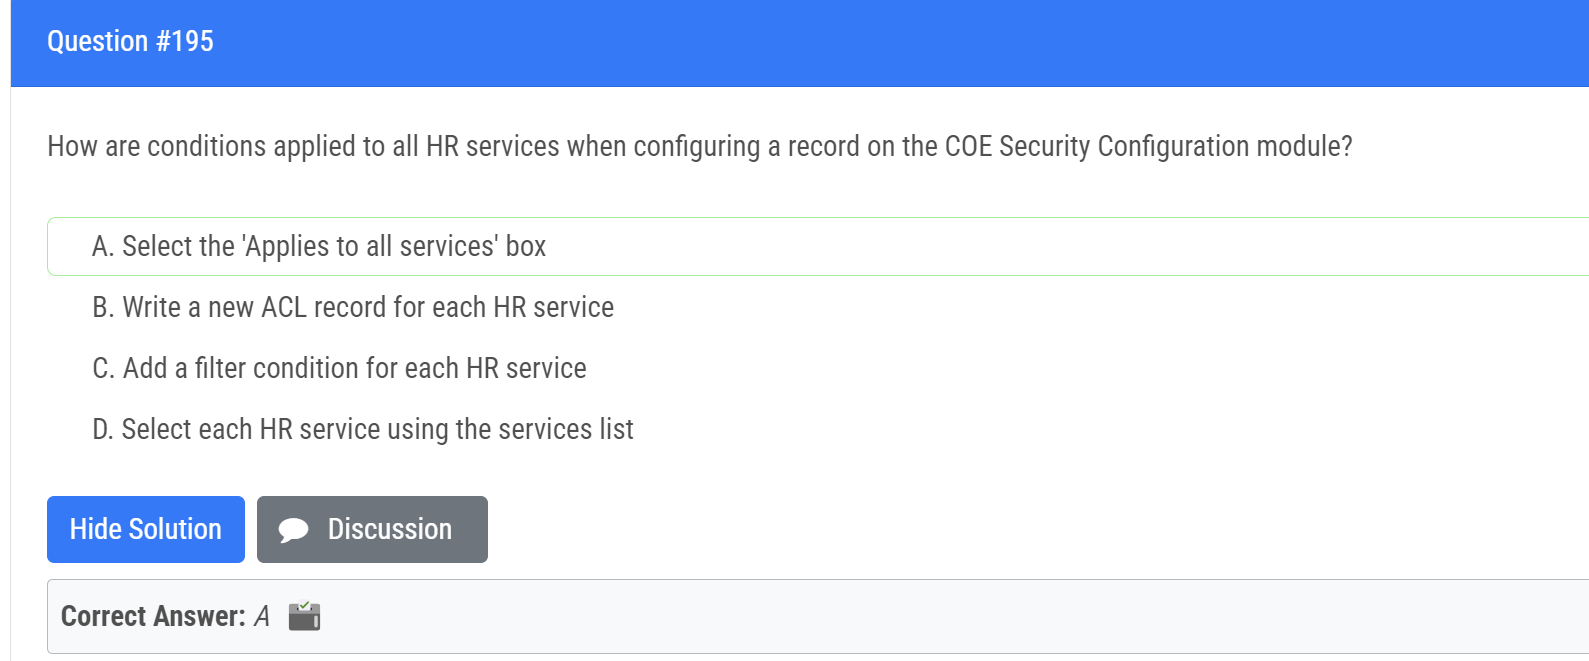 Question #195
How are conditions applied to all HR services when configuring a record on the COE Security Configuration module?
A. Select the 'Applies to all services' box
B. Write a new ACL record for each HR service
C. Add a filter condition for each HR service
D. Select each HR service using the services list
Hide Solution Discussion
Correct Answer: A